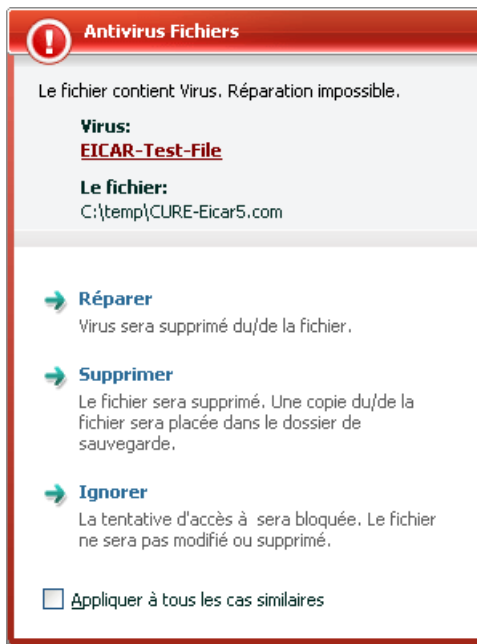 Antivirus Fichiers
Le fichier contient Virus. Réparation impossible.
Virus:
EICAR-Test-File
Le fichier:
C:\temp\CURE-Eicar5.com
Réparer
Virus sera supprimé du/de la fichier.
Supprimer
Le fichier sera supprimé. Une copie du/de la
fichier sera placée dans le dossier de
sauvegarde.
Ignorer
La tentative d'accès à  sera bloquée. Le fichier
ne sera pas modifié ou supprimé.
Appliquer à tous les cas similaires